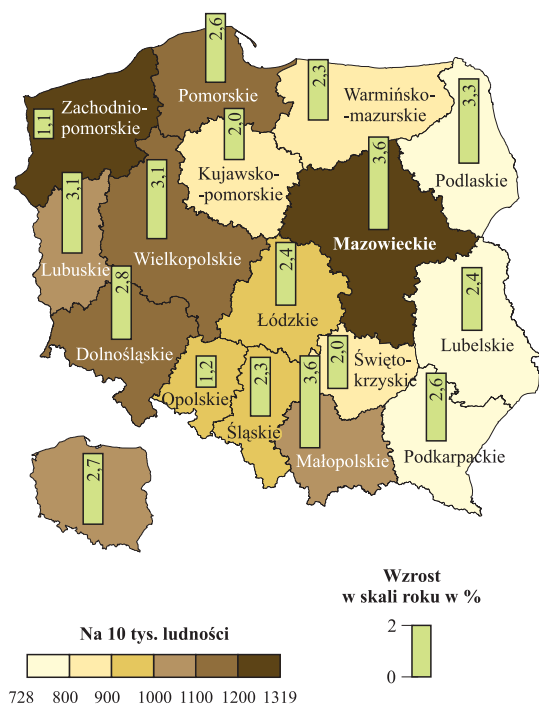 2,6
Pomorskie
1,1
Zachodnio-
pomorskie
2,3
Warmińsko-
mazurskie
3,3
Podlaskie
2,0
Kujawsko-
-pomorskie
3,6
Mazowieckie
3,1
Lubuskie
3,1
Wielkopolskie
2,4
Łódzkie
2,4
Lubelskie
2,8
Dolnośląskie
1,2
Opolskie
2,3
Śląskie
3,6
Małopolskie
2,0
Święto-
krzyskie
2,6
Podkarpackie
2,7
Wzrost
w skali roku w %
2
0
Na 10 tys. ludności
728 800 900 1000 1100 1200 1319